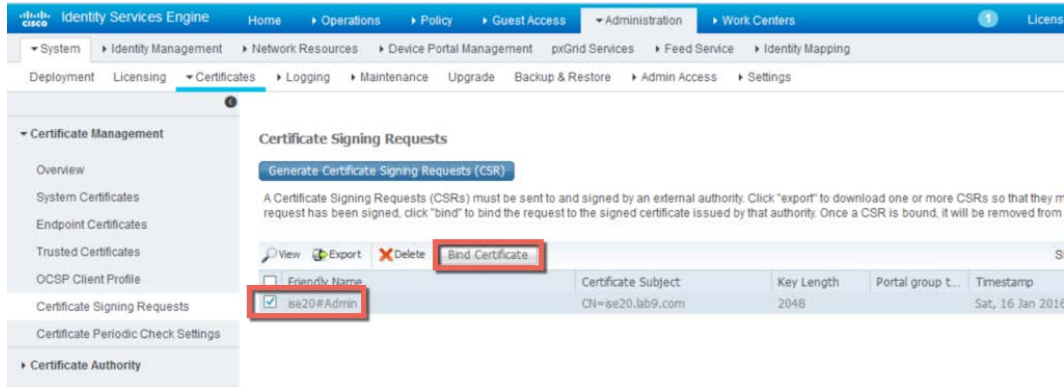 cisco Identity Services Engine Home Operations Policy Guest Access Administration Work Centers 1 Licens
System Identity Management Network Resources Device Portal Management pxGrid Services Feed Service Identity Mapping
Deployment Licensing Certificates Logging Maintenance Upgrade Backup & Restore Admin Access Settings
Certificate Management
Overview
System Certificates
Endpoint Certificates
Trusted Certificates
OCSP Client Profile
Certificate Signing Requests
Certificate Periodic Check Settings
Certificate Authority
Certificate Signing Requests
Generate Certificate Signing Requests (CSR)
A Certificate Signing Requests (CSRs) must be sent to and signed by an external authority. Click "export" to download one or more CSRs so that they m
request has been signed, click "bind" to bind the request to the signed certificate issued by that authority. Once a CSR is bound, it will be removed from
View Export Delete Bind Certificate S
Friendly Name Certificate Subject Key Length Portal group t... Timestamp
ise20#Admin CN=ise20.lab9.com 2048 Sat, 16 Jan 2016